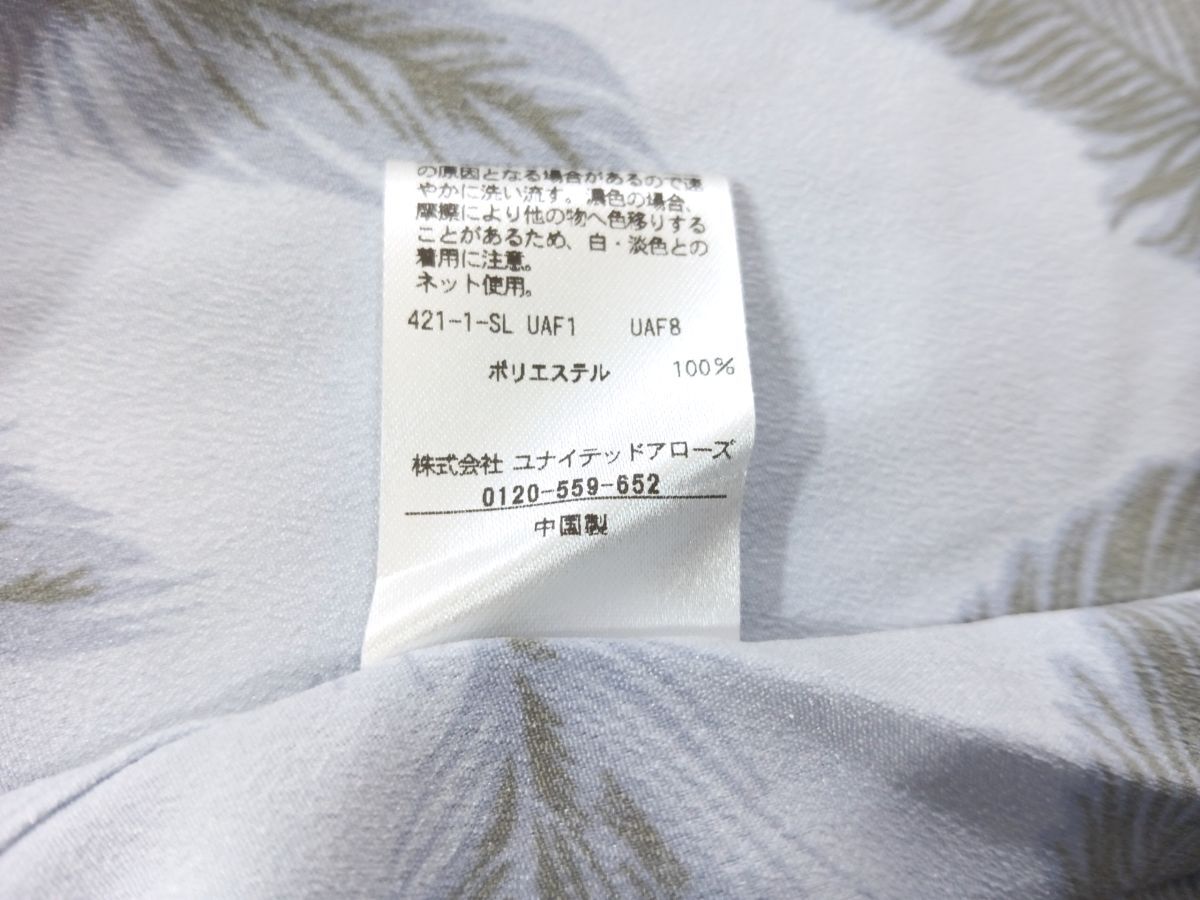 の原因となる場合があるので速
やかに洗い流す。濃色の場合、
摩擦により他の物へ色移りする
ことがあるため、白・淡色との
着用に注意。
ネット使用。
421-1-SL UAF1 UAF8
ポリエステル 100%
株式会社 ユナイテッドアローズ
0120-559-652
中国製